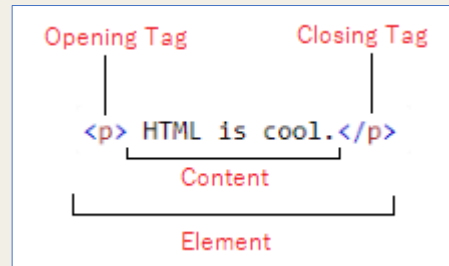 Opening Tag Closing Tag
<p> HTML is cool.</p>
Content
Element